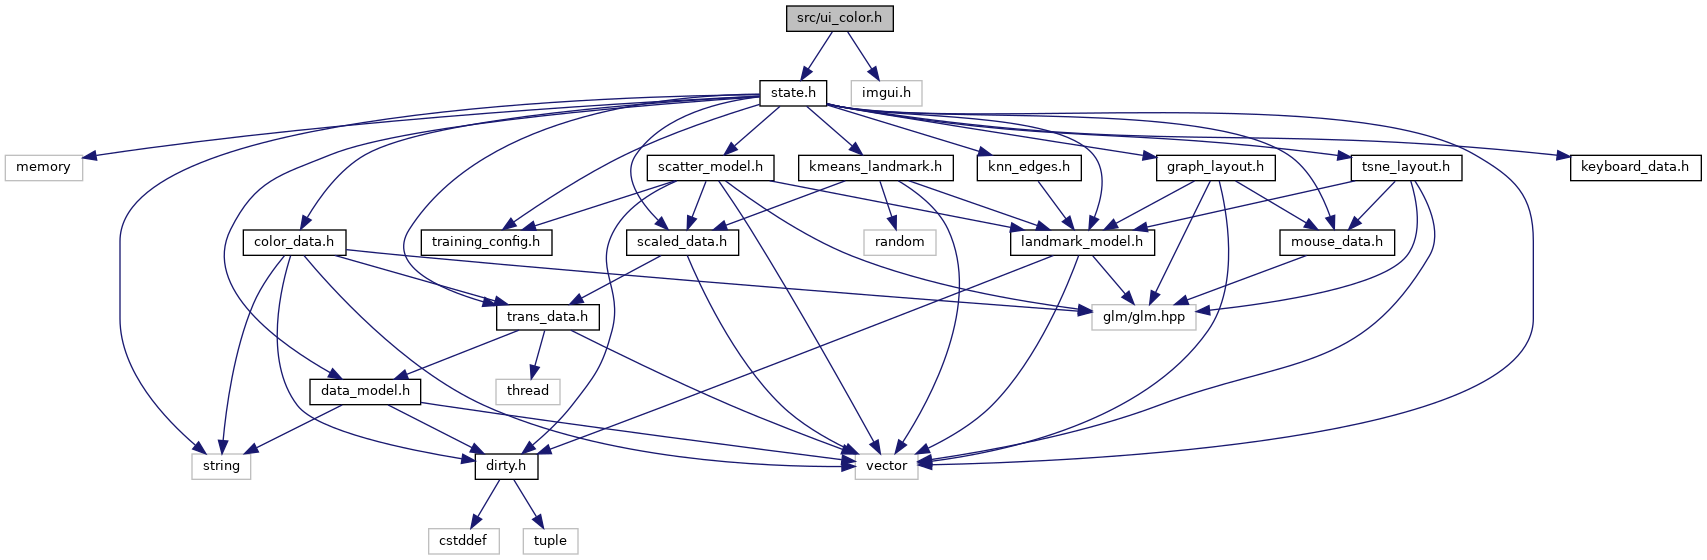 src/ui_color.h
state.h
imgui.h
memory
scatter_model.h
kmeans_landmark.h
knn_edges.h
graph_layout.h
tsne_layout.h
keyboard_data.h
color_data.h
training_config.h
scaled_data.h
random
landmark_model.h
mouse_data.h
trans_data.h
glm/glm.hpp
data_model.h
thread
string
dirty.h
vector
cstddef
tuple